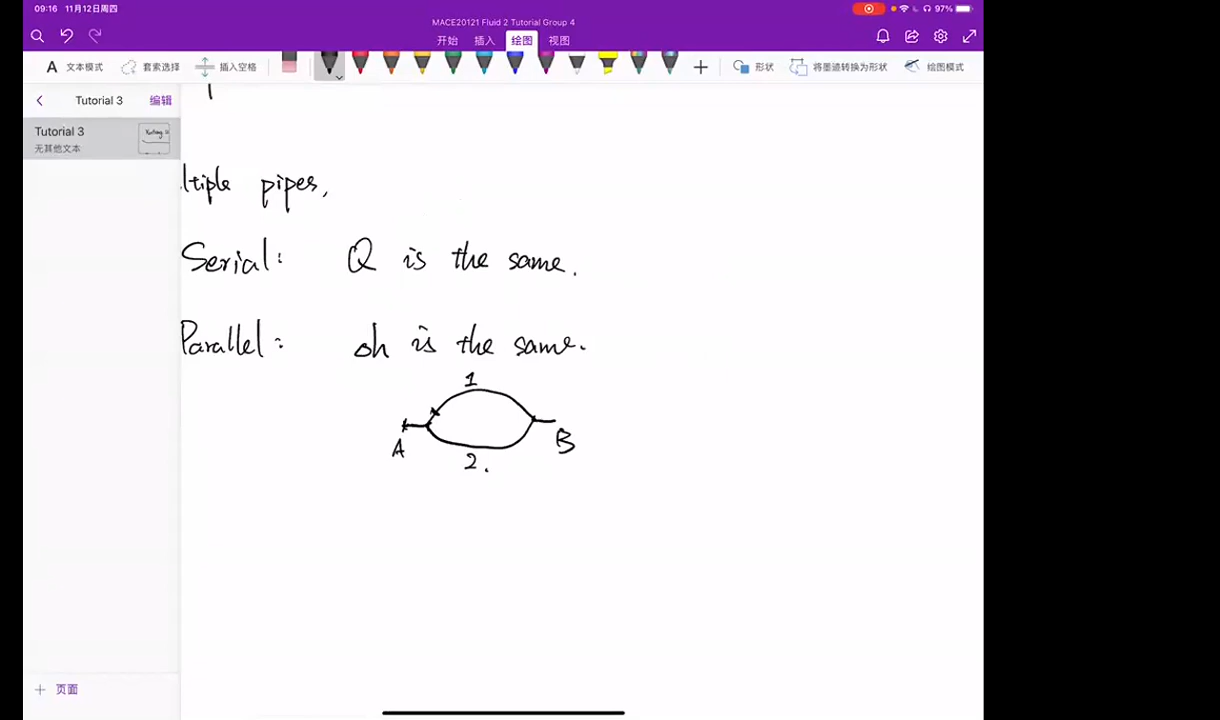 09:16 11月12日周四
97%
MACE20121 Fluid 2 Tutorial Group 4
开始 插入 绘图 视图
文本模式 套索选择 插入空格 形状 将墨迹转换为形状 绘图模式
Tutorial 3 编辑
Tutorial 3
无其他文本
ltiple pipes,
Serial: Q is the same.
Parallel: Δh is the same.
1
A B
2.
页面